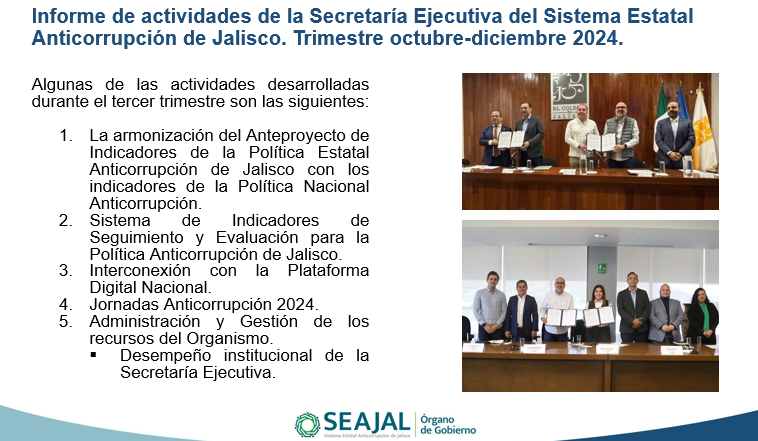 Informe de actividades de la Secretaría Ejecutiva del Sistema Estatal
Anticorrupción de Jalisco. Trimestre octubre-diciembre 2024.
Algunas de las actividades desarrolladas
durante el tercer trimestre son las siguientes:
1. La armonización del Anteproyecto de
Indicadores de la Política Estatal
Anticorrupción de Jalisco con los
indicadores de la Política Nacional
Anticorrupción.
2. Sistema de Indicadores de
Seguimiento y Evaluación para la
Política Anticorrupción de Jalisco.
3. Interconexión con la Plataforma
Digital Nacional.
4. Jornadas Anticorrupción 2024.
5. Administración y Gestión de los
recursos del Organismo.
▪ Desempeño institucional de la
Secretaría Ejecutiva.
EL COLEGIO
DE JALISCO
SEAJAL
Sistema Estatal Anticorrupción de Jalisco
Órgano
de Gobierno